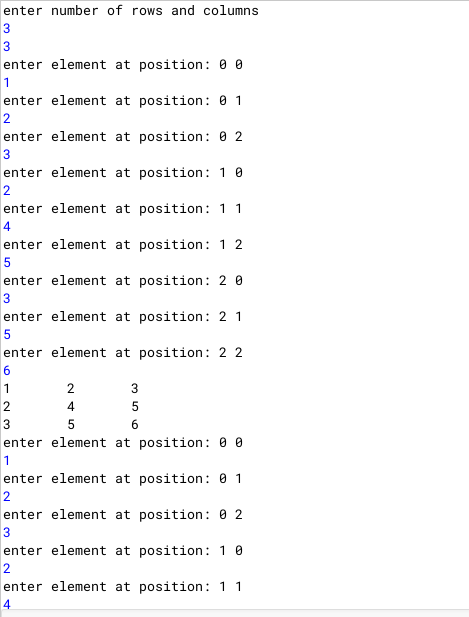 enter number of rows and columns
3
3
enter element at position: 0 0
1
enter element at position: 0 1
2
enter element at position: 0 2
3
enter element at position: 1 0
2
enter element at position: 1 1
4
enter element at position: 1 2
5
enter element at position: 2 0
3
enter element at position: 2 1
5
enter element at position: 2 2
6
1 2 3
2 4 5
3 5 6
enter element at position: 0 0
1
enter element at position: 0 1
2
enter element at position: 0 2
3
enter element at position: 1 0
2
enter element at position: 1 1
4